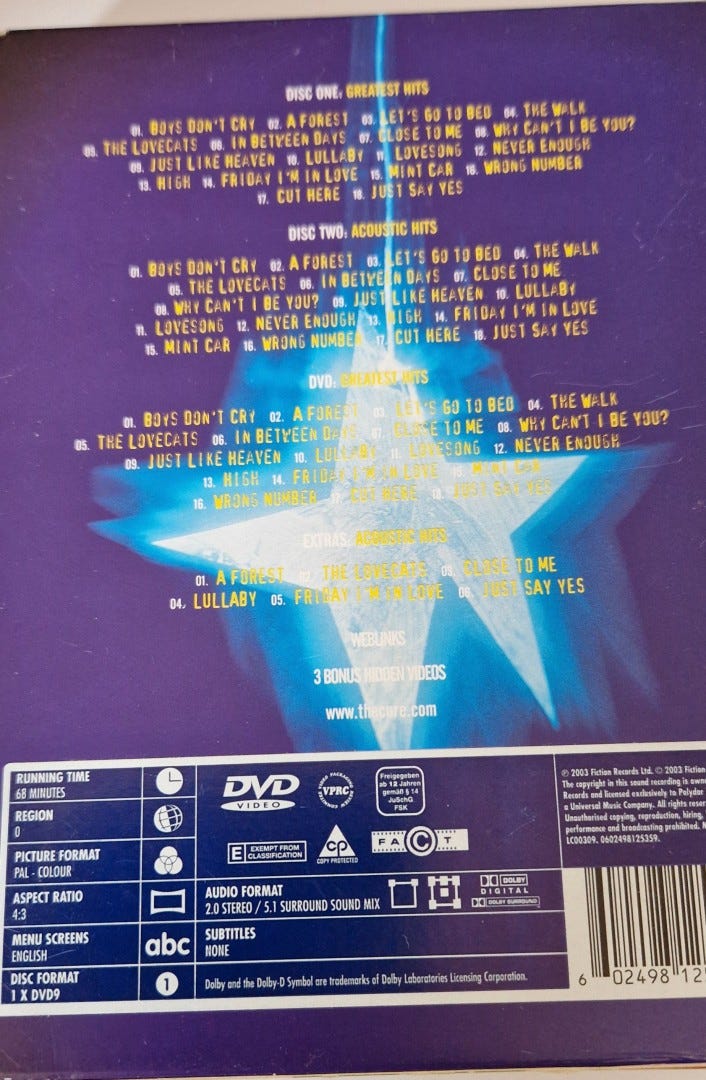 DISC ONE: GREATEST HITS
01. BOYS DON'T CRY 02. A FOREST 03. LET'S GO TO BED 04. THE WALK
05. THE LOVECATS 06. IN BETWEEN DAYS 07. CLOSE TO ME 08. WHY CAN'T I BE YOU?
09. JUST LIKE HEAVEN 10. LULLABY 11. LOVESONG 12. NEVER ENOUGH
13. HIGH 14. FRIDAY I'M IN LOVE 15. MINT CAR 16. WRONG NUMBER
17. CUT HERE 18. JUST SAY YES
DISC TWO: ACOUSTIC HITS
01. BOYS DON'T CRY 02. A FOREST 03. LET'S GO TO BED 04. THE WALK
05. THE LOVECATS 06. IN BETWEEN DAYS 07. CLOSE TO ME
08. WHY CAN'T I BE YOU? 09. JUST LIKE HEAVEN 10. LULLABY
11. LOVESONG 12. NEVER ENOUGH 13. HIGH 14. FRIDAY I'M IN LOVE
15. MINT CAR 16. WRONG NUMBER 17. CUT HERE 18. JUST SAY YES
DVD: GREATEST HITS
01. BOYS DON'T CRY 02. A FOREST 03. LET'S GO TO BED 04. THE WALK
05. THE LOVECATS 06. IN BETWEEN DAYS 07. CLOSE TO ME 08. WHY CAN'T I BE YOU?
09. JUST LIKE HEAVEN 10. LULLABY 11. LOVESONG 12. NEVER ENOUGH
13. HIGH 14. FRIDAY I'M IN LOVE 15. MINT CAR
16. WRONG NUMBER 17. CUT HERE 18. JUST SAY YES
EXTRAS: ACOUSTIC HITS
01. A FOREST 02. THE LOVECATS 03. CLOSE TO ME
04. LULLABY 05. FRIDAY I'M IN LOVE 06. JUST SAY YES
WEBLINKS
3 BONUS HIDDEN VIDEOS
www.thecure.com
RUNNING TIME
68 MINUTES
REGION
0
PICTURE FORMAT
PAL - COLOUR
ASPECT RATIO
4:3
MENU SCREENS
ENGLISH
abc
DISC FORMAT
1 X DVD9
1
DVD
VIDEO
VIDEO PACKAGING REVIEW COMMITTEE
VPRC
Freigegeben
ab 12 Jahren
gemäß § 14
JuSchG
FSK
E EXEMPT FROM
CLASSIFICATION
CP
COPY PROTECTED
FACT
AUDIO FORMAT
2.0 STEREO / 5.1 SURROUND SOUND MIX
DOLBY
DIGITAL
DOLBY SURROUND
SUBTITLES
NONE
Dolby and the Dolby-D Symbol are trademarks of Dolby Laboratories Licensing Corporation.
℗ 2003 Fiction Records Ltd. © 2003 Fiction
The copyright in this sound recording is owne
Records and licensed exclusively to Polydor
a Universal Music Company. All rights reser
Unauthorised copying, reproduction, hiring,
performance and broadcasting prohibited. M
LC00309. 0602498125359.
6 02498 12